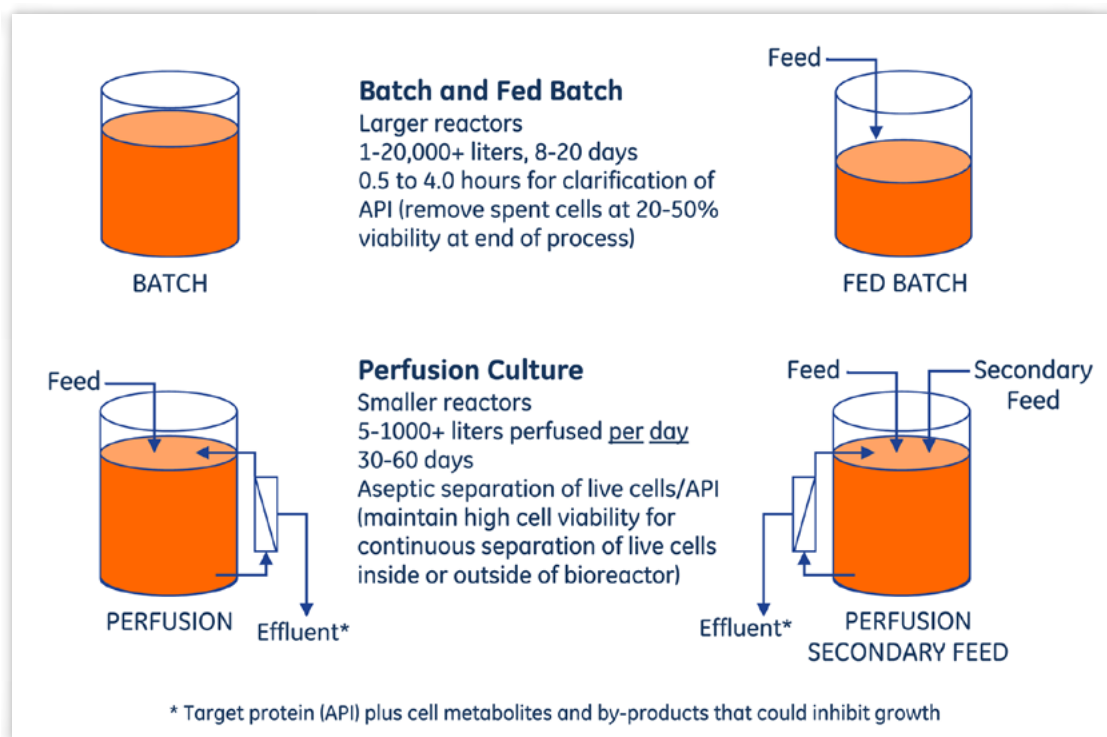 Batch and Fed Batch
Larger reactors
1-20,000+ liters, 8-20 days
0.5 to 4.0 hours for clarification of
API (remove spent cells at 20-50%
viability at end of process)
BATCH
Feed
FED BATCH
Perfusion Culture
Smaller reactors
5-1000+ liters perfused per day
30-60 days
Aseptic separation of live cells/API
(maintain high cell viability for
continuous separation of live cells
inside or outside of bioreactor)
Feed
PERFUSION
Effluent*
Feed
Secondary
Feed
Effluent*
PERFUSION
SECONDARY FEED
* Target protein (API) plus cell metabolites and by-products that could inhibit growth